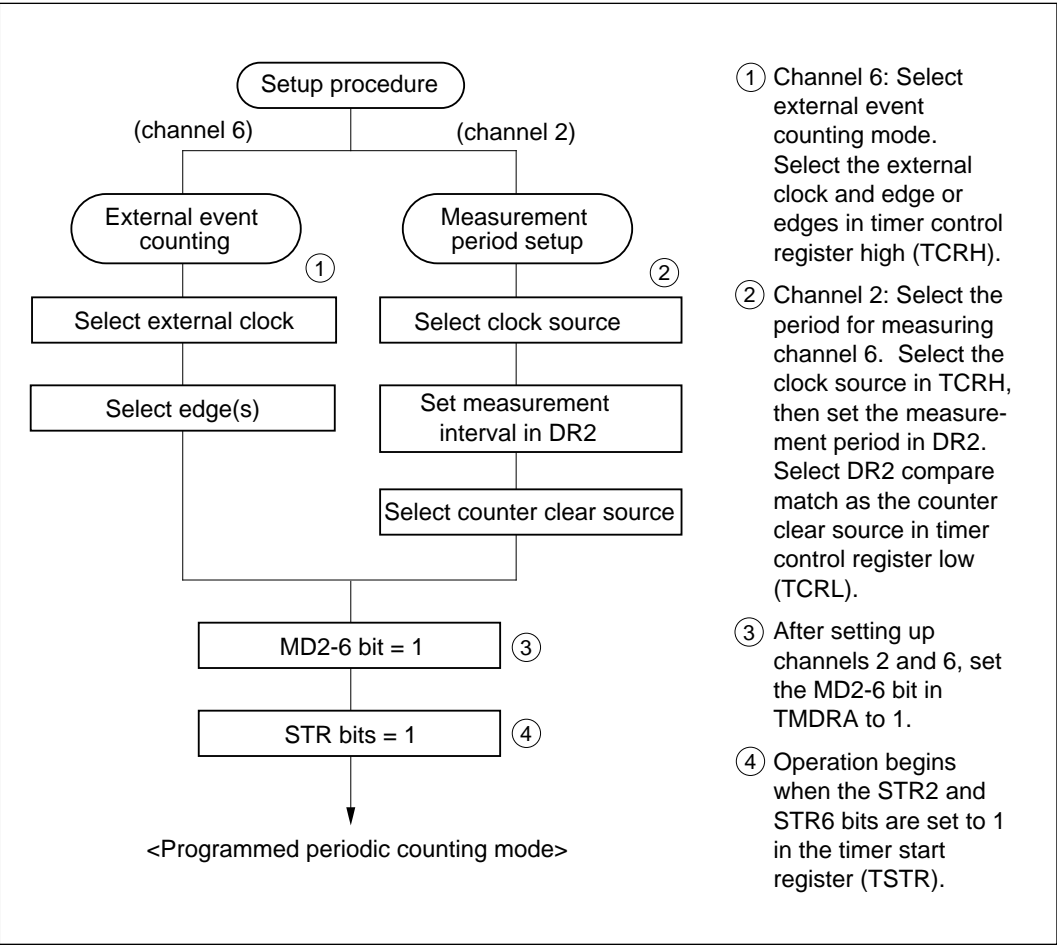 Setup procedure
(channel 6)
(channel 2)
External event
counting
Measurement
period setup
1
2
Select external clock
Select clock source
Select edge(s)
Set measurement
interval in DR2
Select counter clear source
MD2-6 bit = 1
3
STR bits = 1
4
<Programmed periodic counting mode>
1 Channel 6: Select
external event
counting mode.
Select the external
clock and edge or
edges in timer control
register high (TCRH).
2 Channel 2: Select the
period for measuring
channel 6. Select the
clock source in TCRH,
then set the measure-
ment period in DR2.
Select DR2 compare
match as the counter
clear source in timer
control register low
(TCRL).
3 After setting up
channels 2 and 6, set
the MD2-6 bit in
TMDRA to 1.
4 Operation begins
when the STR2 and
STR6 bits are set to 1
in the timer start
register (TSTR).